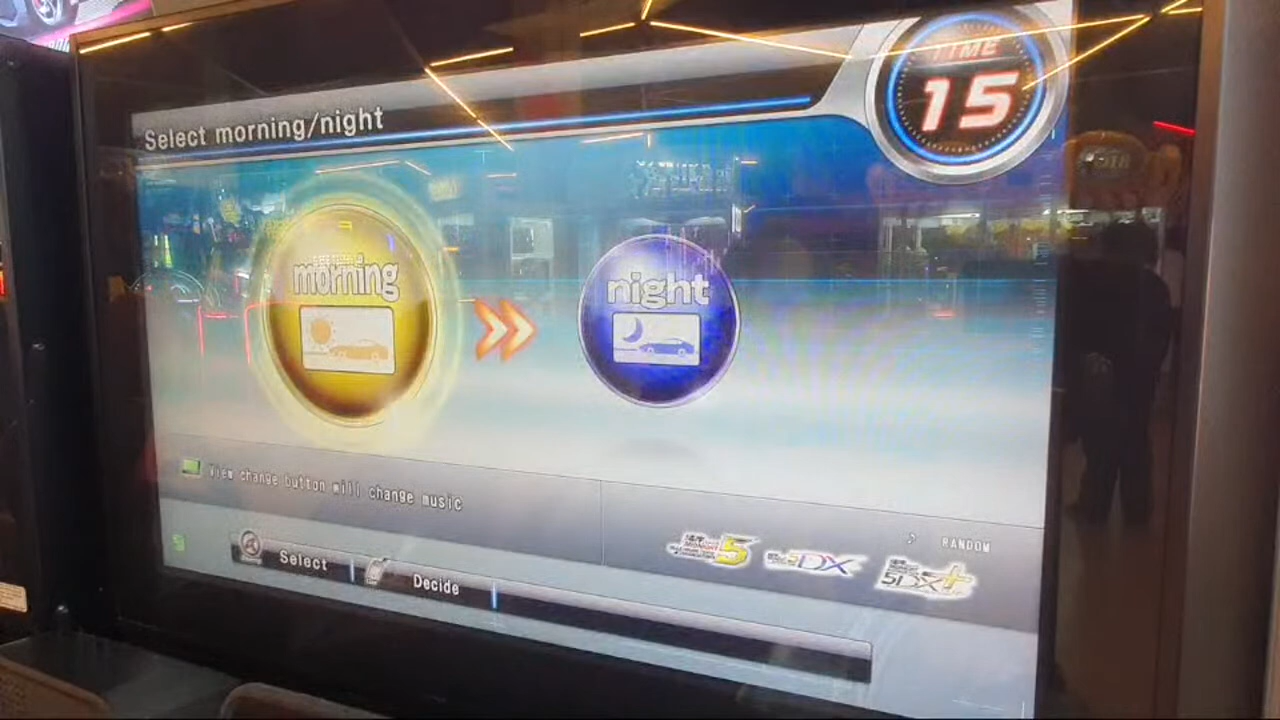 Select morning/night
TIME
15
morning
night
View change button will change music
RANDOM
5
DX
5DX+
Select
Decide